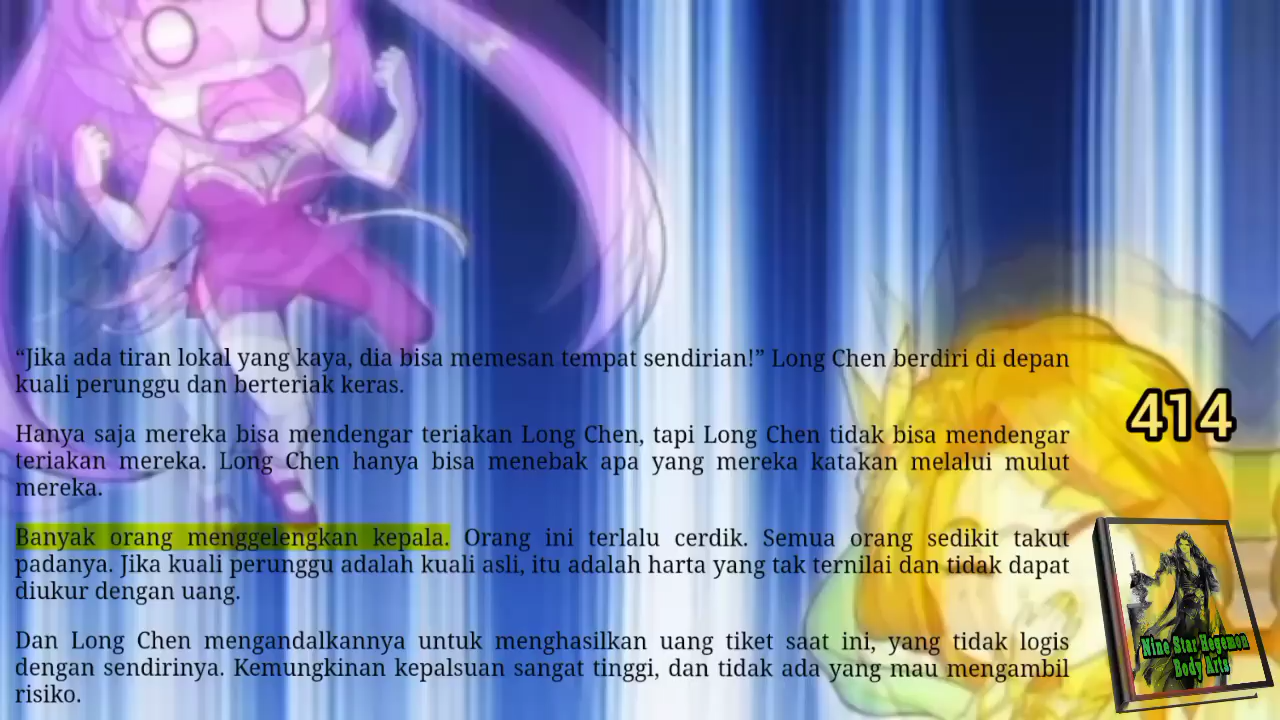 “Jika ada tiran lokal yang kaya, dia bisa memesan tempat sendirian!” Long Chen berdiri di depan
kuali perunggu dan berteriak keras.
Hanya saja mereka bisa mendengar teriakan Long Chen, tapi Long Chen tidak bisa mendengar
teriakan mereka. Long Chen hanya bisa menebak apa yang mereka katakan melalui mulut
mereka.
Banyak orang menggelengkan kepala. Orang ini terlalu cerdik. Semua orang sedikit takut
padanya. Jika kuali perunggu adalah kuali asli, itu adalah harta yang tak ternilai dan tidak dapat
diukur dengan uang.
Dan Long Chen mengandalkannya untuk menghasilkan uang tiket saat ini, yang tidak logis
dengan sendirinya. Kemungkinan kepalsuan sangat tinggi, dan tidak ada yang mau mengambil
risiko.
414
Nine Star Hegemon
Body Arts